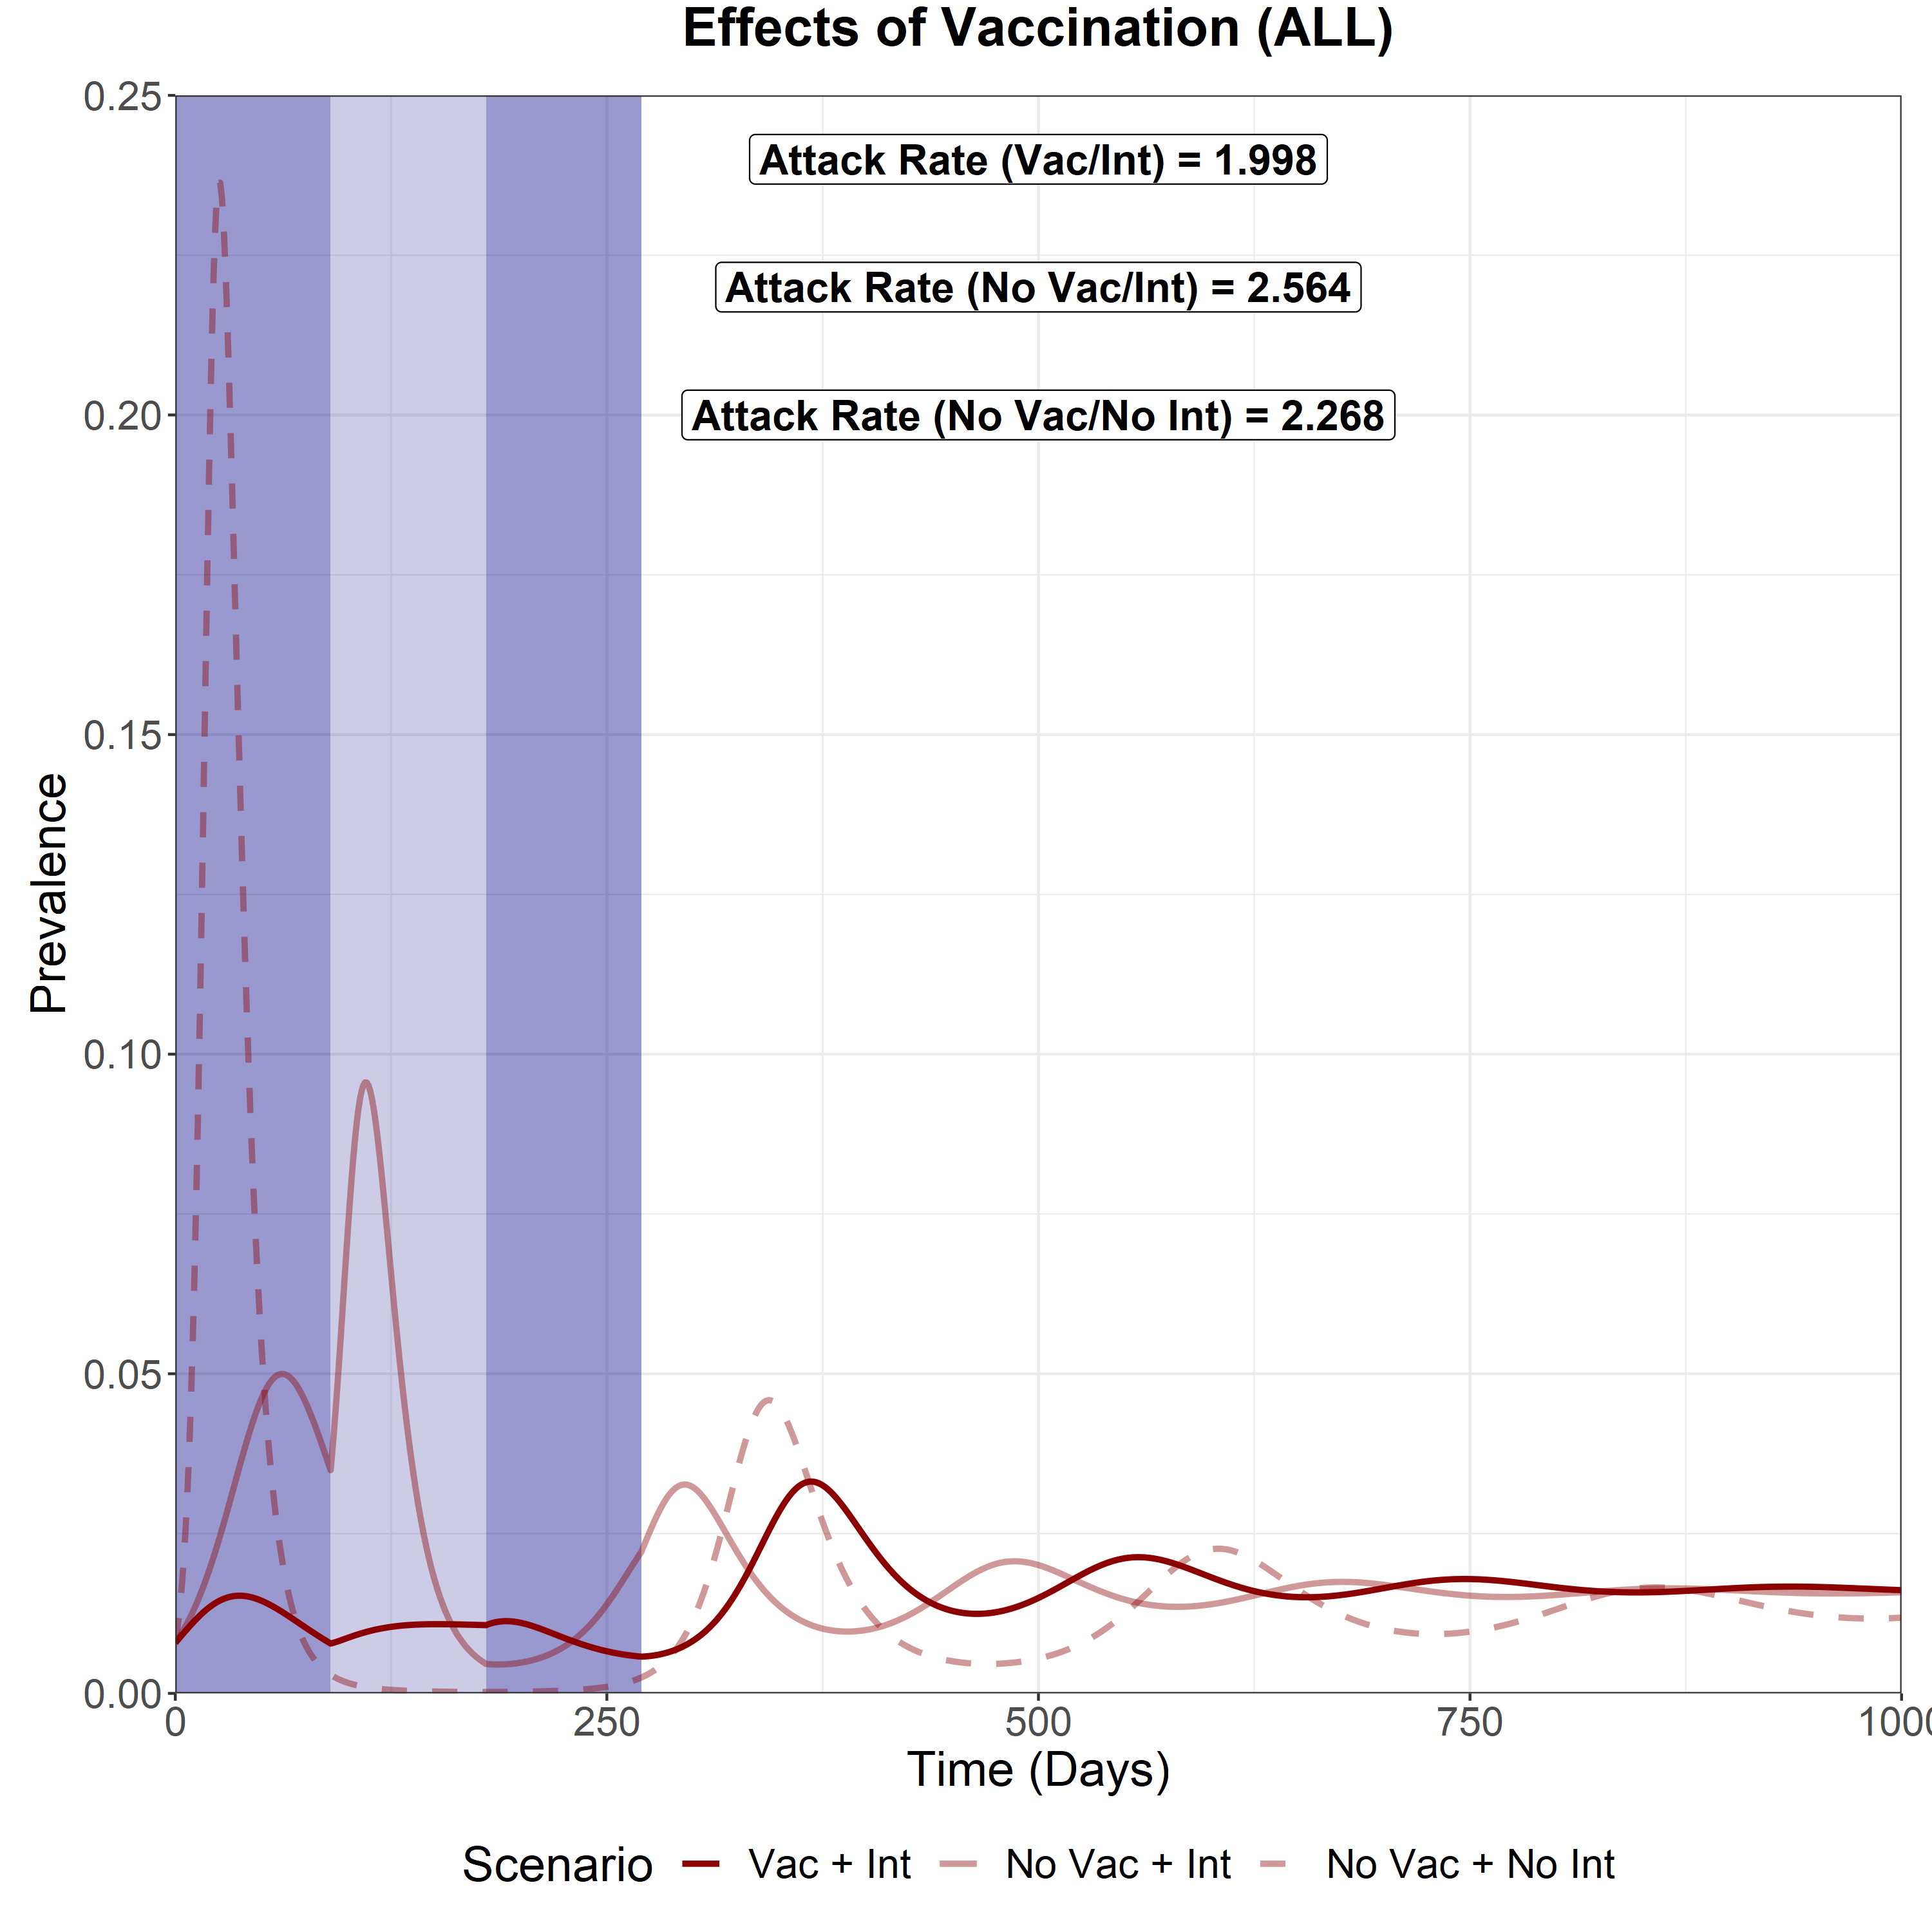 Effects of Vaccination (ALL)
0.25
Attack Rate (Vac/Int) = 1.998
Attack Rate (No Vac/Int) = 2.564
0.20
Attack Rate (No Vac/No Int) = 2.268
0.15
Prevalence
0.10
0.05
0.00
0 250 500 750 1000
Time (Days)
Scenario Vac + Int No Vac + Int No Vac + No Int